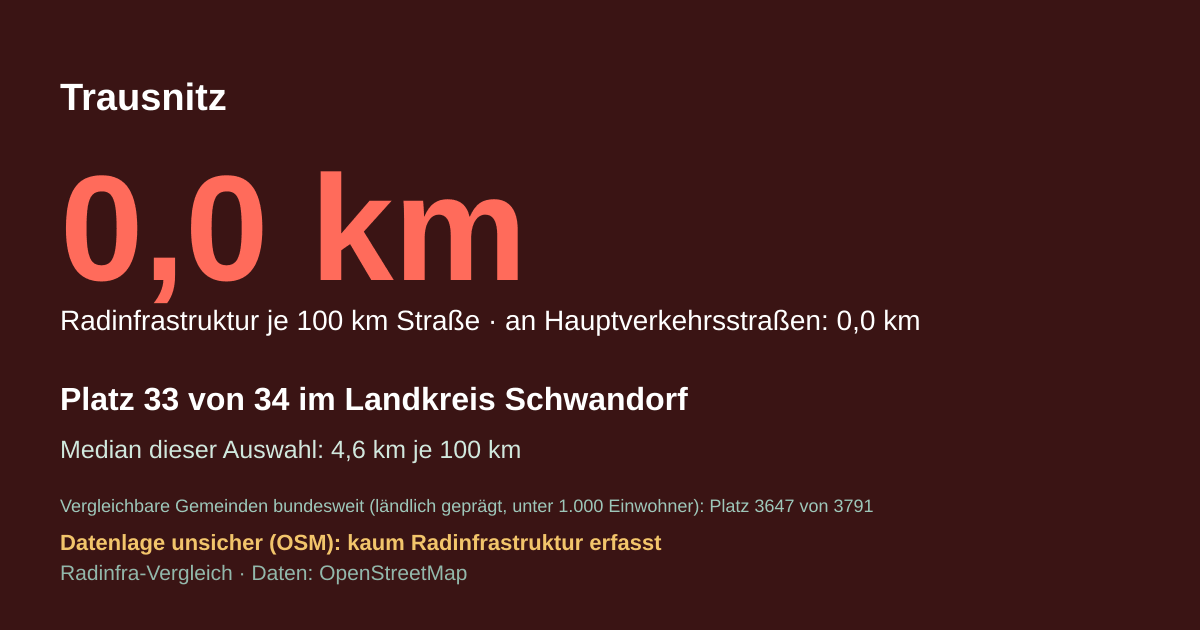 Trausnitz
0,0 km
Radinfrastruktur je 100 km Straße · an Hauptverkehrsstraßen: 0,0 km
Platz 33 von 34 im Landkreis Schwandorf
Median dieser Auswahl: 4,6 km je 100 km
Vergleichbare Gemeinden bundesweit (ländlich geprägt, unter 1.000 Einwohner): Platz 3647 von 3791
Datenlage unsicher (OSM): kaum Radinfrastruktur erfasst
Radinfra-Vergleich · Daten: OpenStreetMap